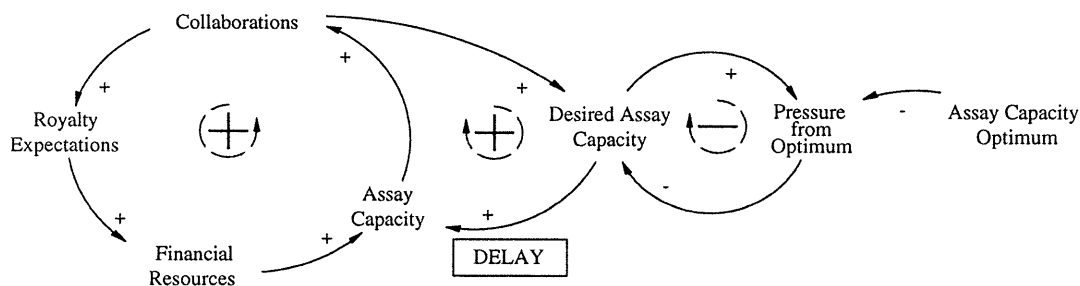 Collaborations
+
+
+
+
Royalty
Expectations
+
+
-
Desired Assay
Capacity
-
Pressure
from
Optimum
-
Assay Capacity
Optimum
+
Assay
Capacity
+
+
+
DELAY
Financial
Resources